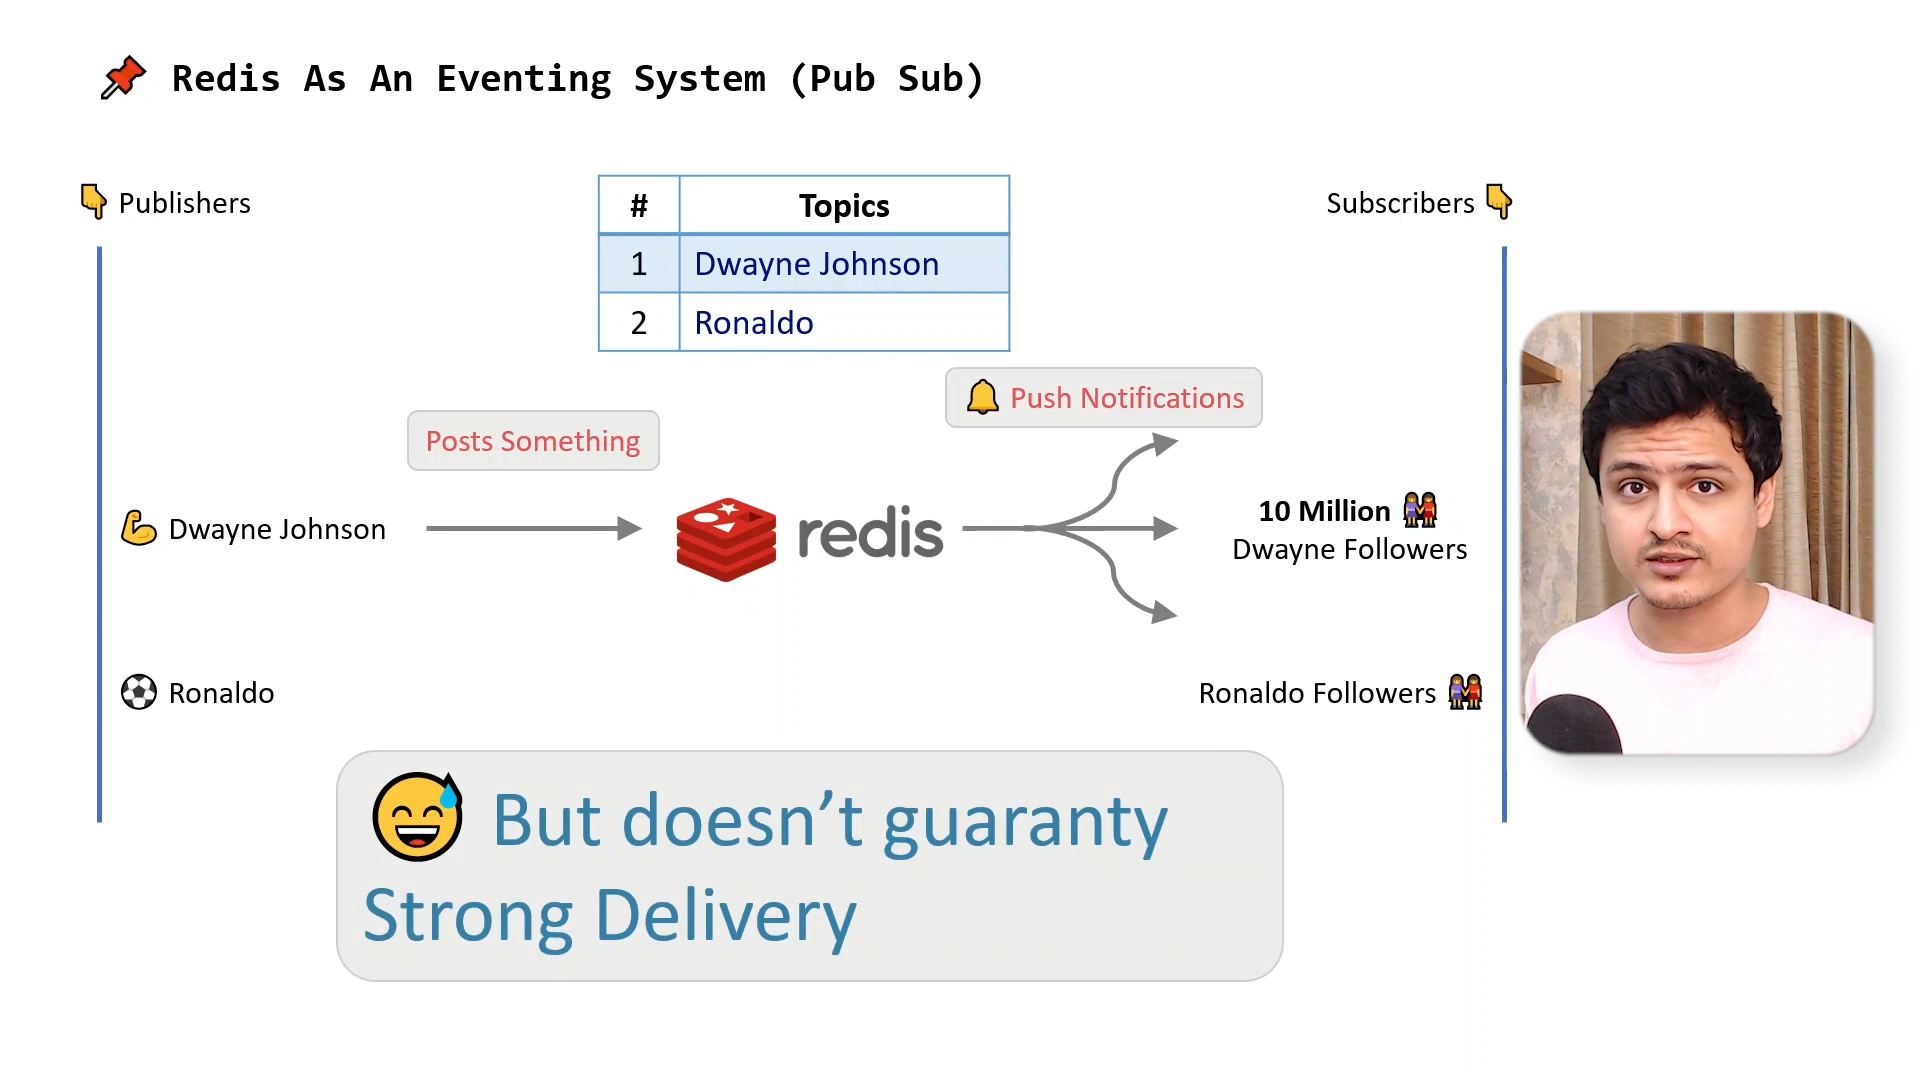 Redis As An Eventing System (Pub Sub)
Publishers
# Topics
1 Dwayne Johnson
2 Ronaldo
Subscribers
Push Notifications
Posts Something
Dwayne Johnson
redis
10 Million
Dwayne Followers
Ronaldo
Ronaldo Followers
But doesn’t guaranty
Strong Delivery